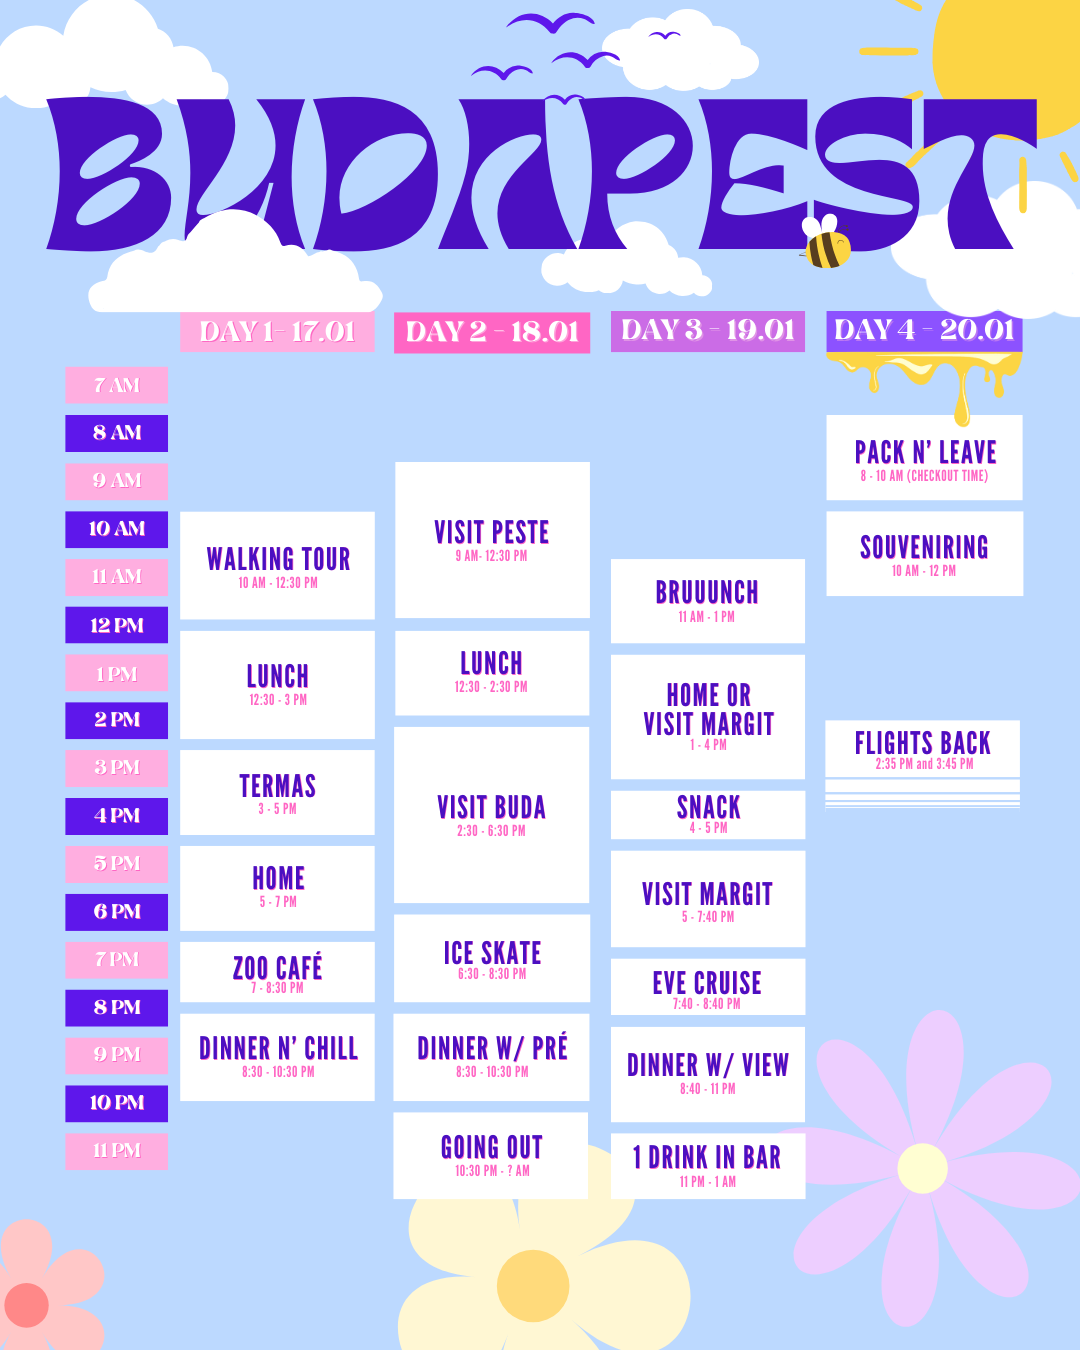 BUDAPEST
DAY 1 - 17.01
DAY 2 - 18.01
DAY 3 - 19.01
DAY 4 - 20.01
7 AM
8 AM
9 AM
10 AM
11 AM
12 PM
1 PM
2 PM
3 PM
4 PM
5 PM
6 PM
7 PM
8 PM
9 PM
10 PM
11 PM
WALKING TOUR
10 AM - 12:30 PM
LUNCH
12:30 - 3 PM
TERMAS
3 - 5 PM
HOME
5 - 7 PM
ZOO CAFÉ
7 - 8:30 PM
DINNER N’ CHILL
8:30 - 10:30 PM
VISIT PESTE
9 AM- 12:30 PM
LUNCH
12:30 - 2:30 PM
VISIT BUDA
2:30 - 6:30 PM
ICE SKATE
6:30 - 8:30 PM
DINNER W/ PRÉ
8:30 - 10:30 PM
GOING OUT
10:30 PM - ? AM
BRUUUNCH
11 AM - 1 PM
HOME OR
VISIT MARGIT
1 - 4 PM
SNACK
4 - 5 PM
VISIT MARGIT
5 - 7:40 PM
EVE CRUISE
7:40 - 8:40 PM
DINNER W/ VIEW
8:40 - 11 PM
1 DRINK IN BAR
11 PM - 1 AM
PACK N’ LEAVE
8 - 10 AM (CHECKOUT TIME)
SOUVENIRING
10 AM - 12 PM
FLIGHTS BACK
2:35 PM and 3:45 PM